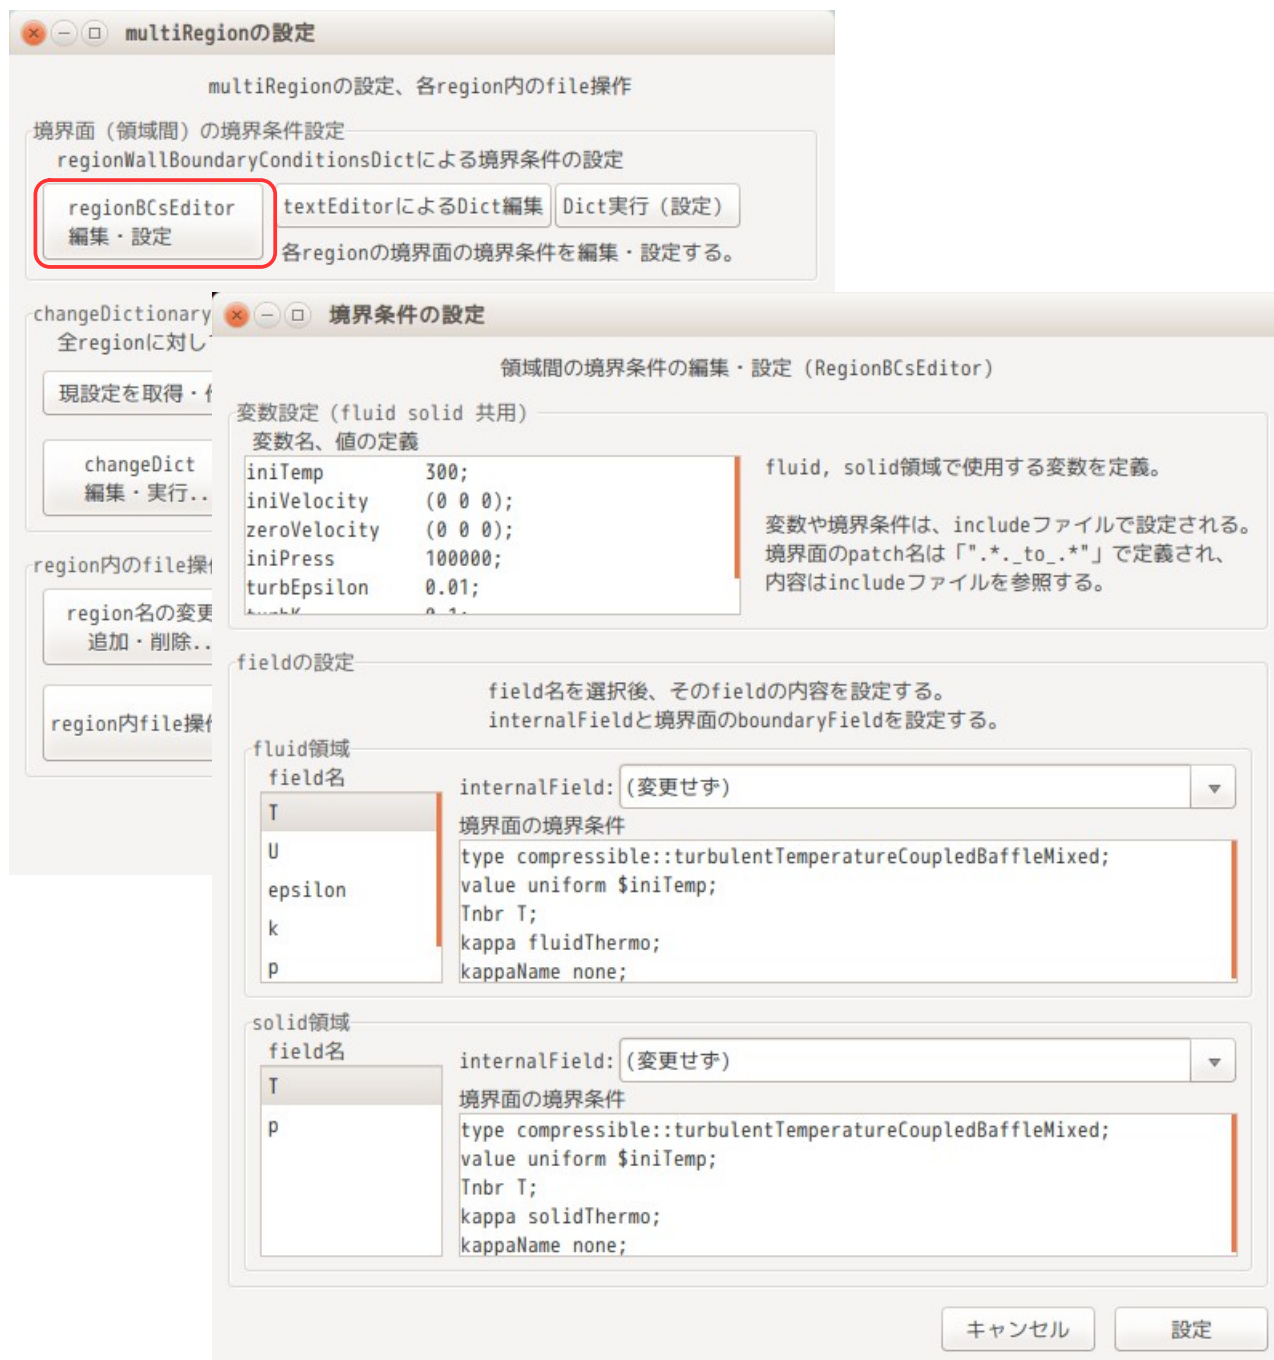 multiRegionの設定
multiRegionの設定、各region内のfile操作
境界面（領域間）の境界条件設定
regionWallBoundaryConditionsDictによる境界条件の設定
regionBCsEditor
編集・設定
textEditorによるDict編集
Dict実行（設定）
各regionの境界面の境界条件を編集・設定する。
changeDictionary
全regionに対し
現設定を取得・
changeDict
編集・実行..
region内のfile操
region名の変更
追加・削除..
region内file操
境界条件の設定
領域間の境界条件の編集・設定（RegionBCsEditor）
変数設定（fluid solid 共用）
変数名、値の定義
iniTemp 300;
iniVelocity (0 0 0);
zeroVelocity (0 0 0);
iniPress 100000;
turbEpsilon 0.01;
fluid, solid領域で使用する変数を定義。
変数や境界条件は、includeファイルで設定される。
境界面のpatch名は「".*._to_.*"」で定義され、
内容はincludeファイルを参照する。
fieldの設定
field名を選択後、そのfieldの内容を設定する。
internalFieldと境界面のboundaryFieldを設定する。
fluid領域
field名
T
U
epsilon
k
p
internalField: (変更せず)
境界面の境界条件
type compressible::turbulentTemperatureCoupledBaffleMixed;
value uniform $iniTemp;
Tnbr T;
kappa fluidThermo;
kappaName none;
solid領域
field名
T
p
internalField: (変更せず)
境界面の境界条件
type compressible::turbulentTemperatureCoupledBaffleMixed;
value uniform $iniTemp;
Tnbr T;
kappa solidThermo;
kappaName none;
キャンセル
設定